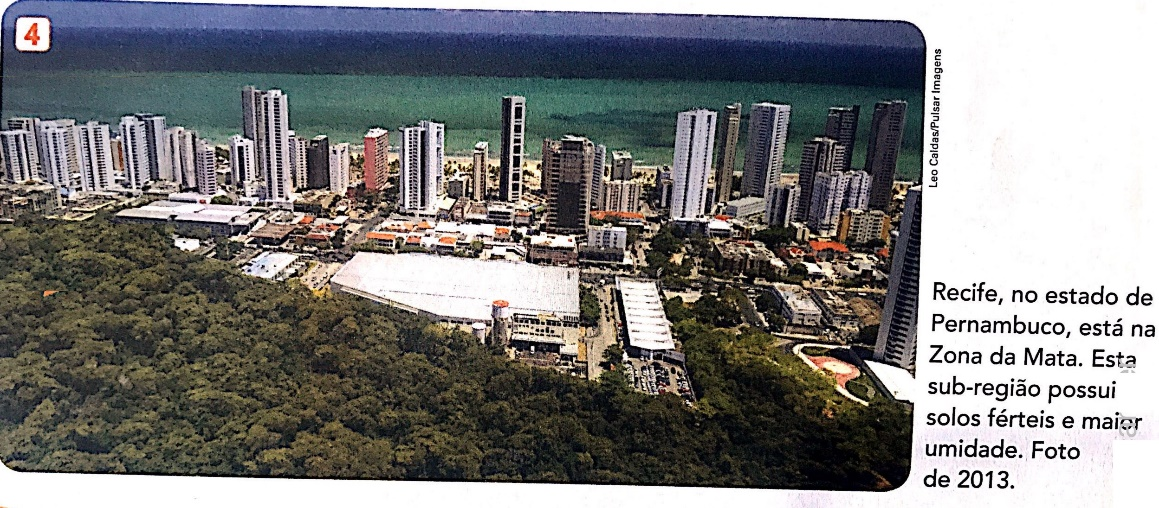 4
Leo Caldas/Pulsar Imagens
Recife, no estado de
Pernambuco, está na
Zona da Mata. Esta
sub-região possui
solos férteis e maior
umidade. Foto
de 2013.